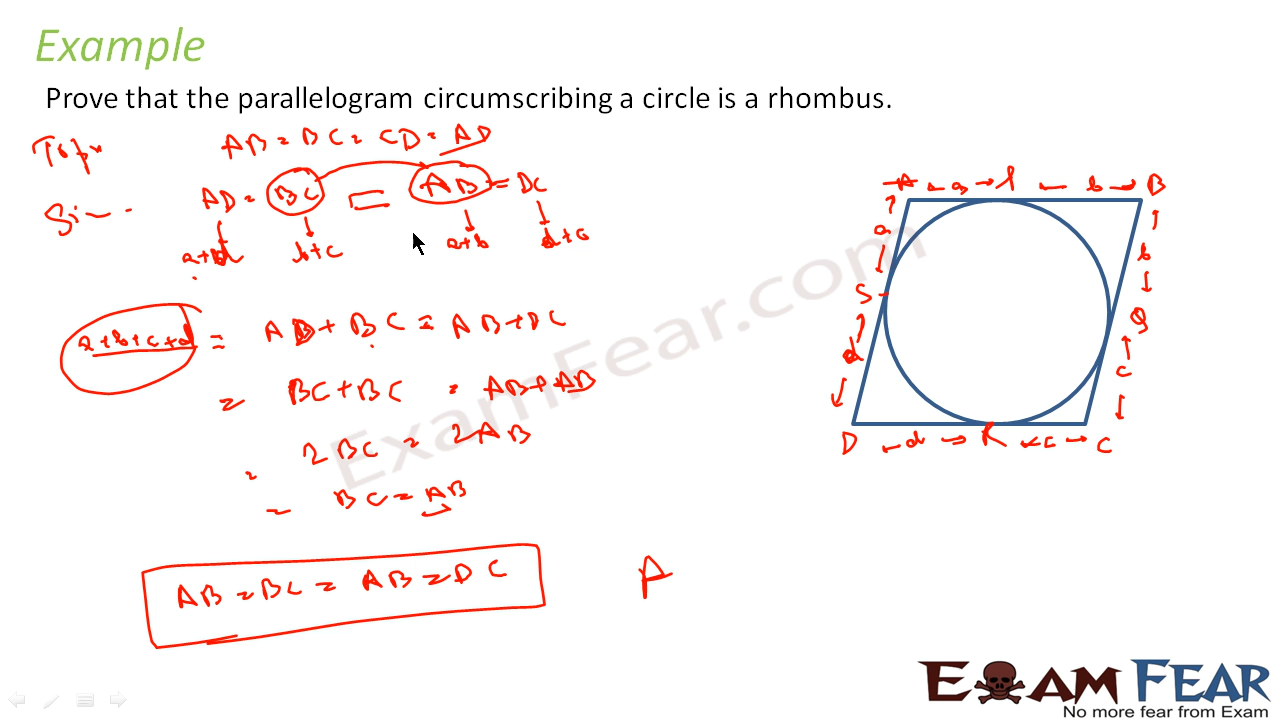 Example
Prove that the parallelogram circumscribing a circle is a rhombus.
AB = BC = CD = AD
AD = BC = AB = DC
a+d b+c a+b d+c
a+b+c+d = AD + BC = AB + DC
= BC + BC = AB + AB
= 2BC = 2AB
= BC = AB
AB = BC = AB = DC
A
A a b B
a
b
S
Q
d
c
D d R c C
ExamFear.com
EXAM FEAR
No more fear from Exam